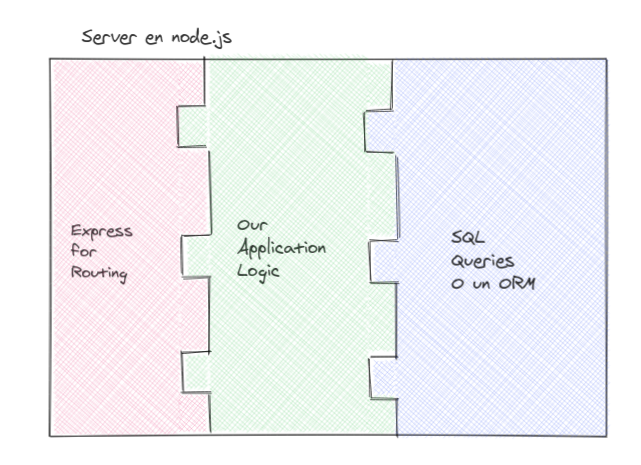 Server en node.js
Express
for
Routing
Our
Application
Logic
SQL
Queries
O un ORM